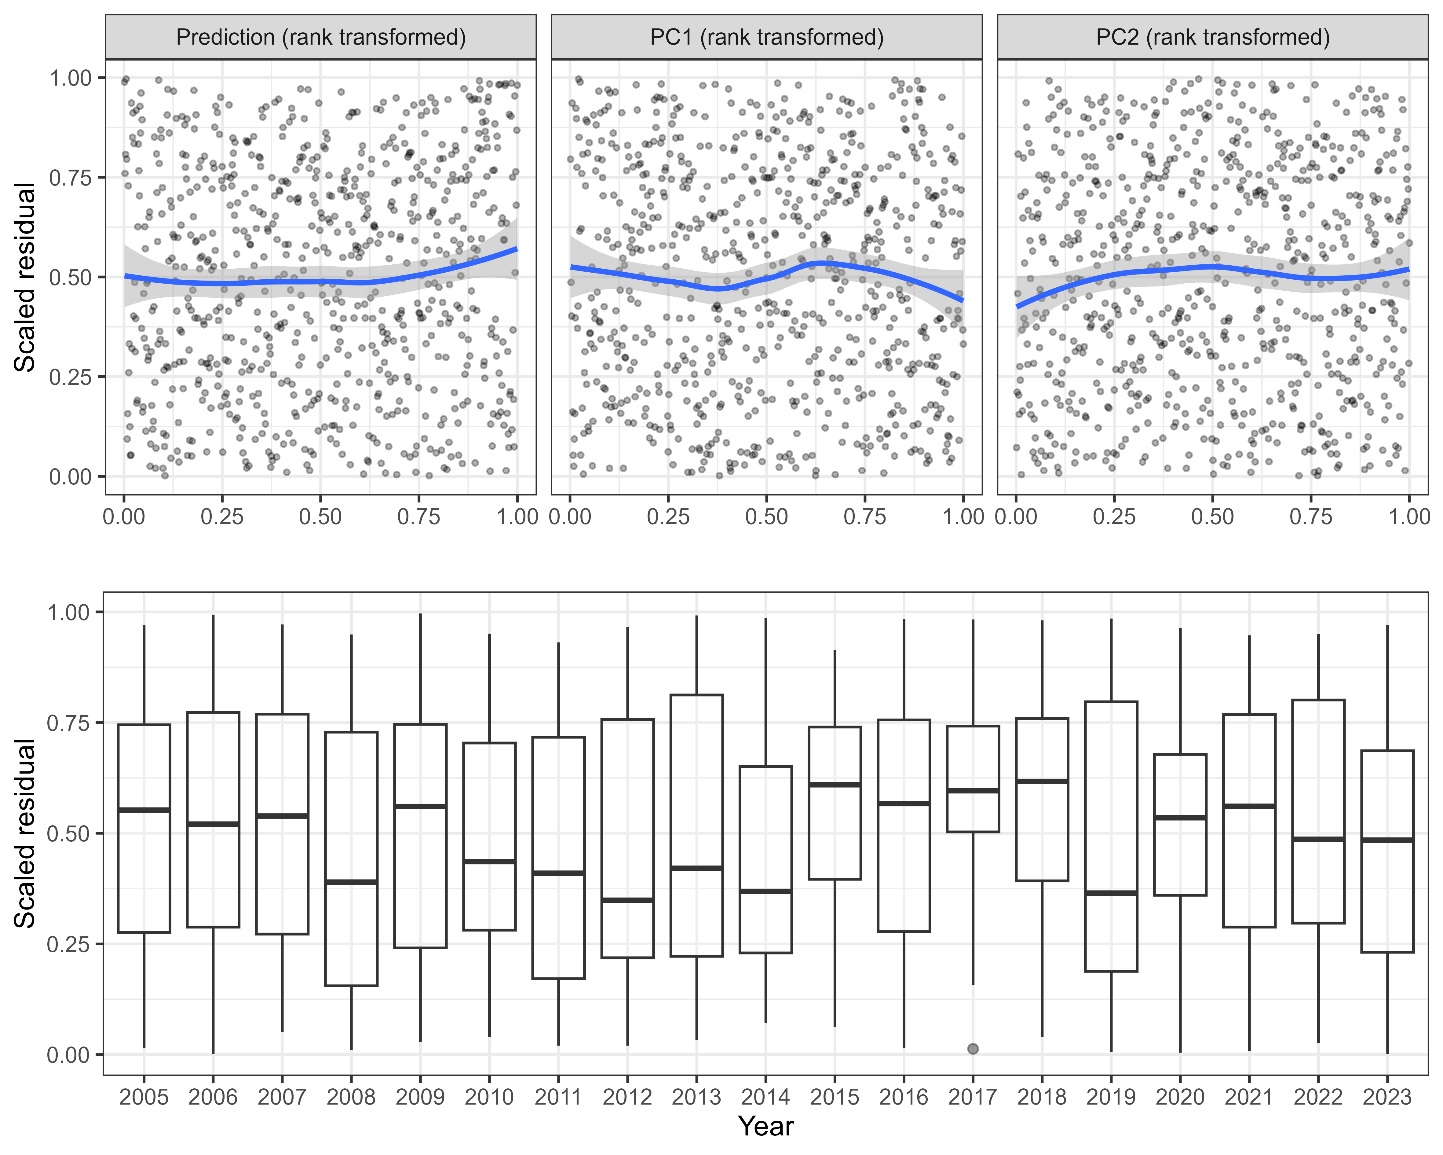 Prediction (rank transformed) PC1 (rank transformed) PC2 (rank transformed)
Scaled residual
1.00
0.75
0.50
0.25
0.00
0.00 0.25 0.50 0.75 1.00 0.00 0.25 0.50 0.75 1.00 0.00 0.25 0.50 0.75 1.00
Scaled residual
1.00
0.75
0.50
0.25
0.00
2005 2006 2007 2008 2009 2010 2011 2012 2013 2014 2015 2016 2017 2018 2019 2020 2021 2022 2023
Year